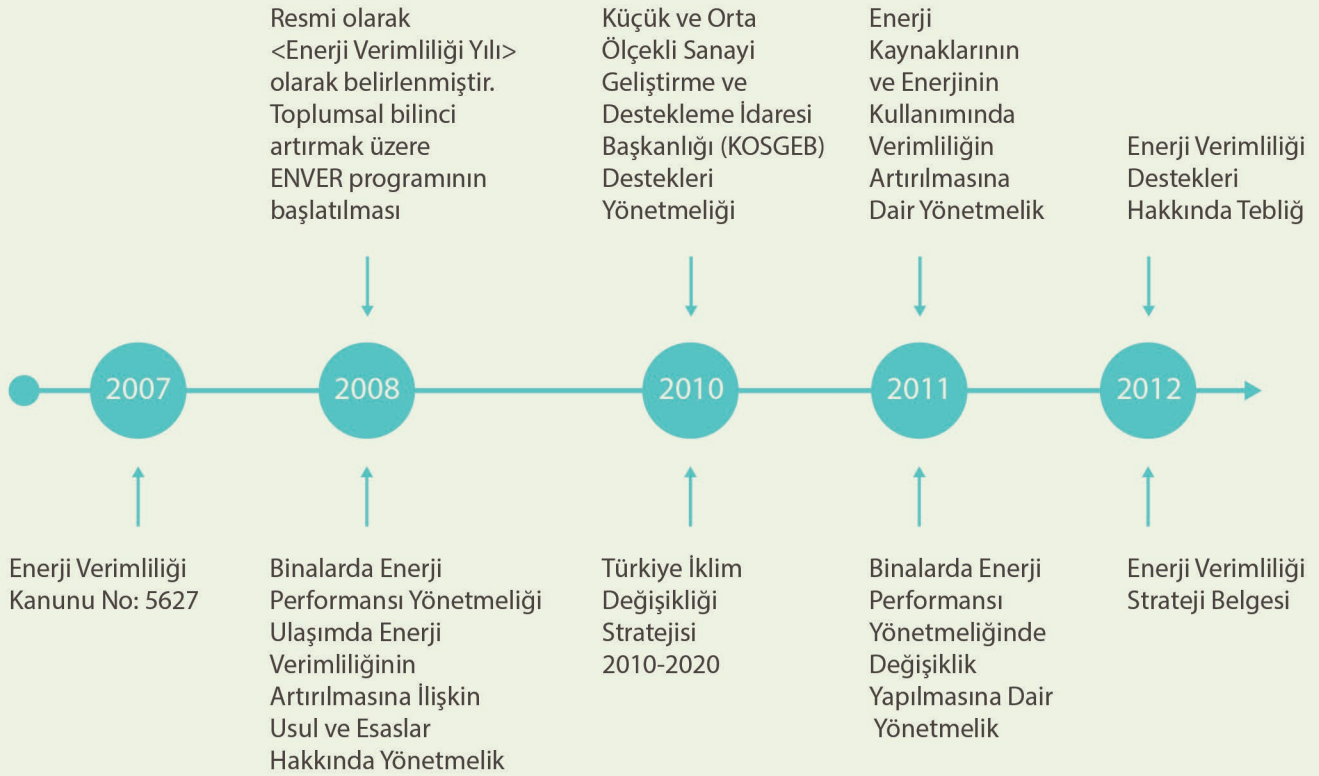 Resmi olarak
<Enerji Verimliliği Yılı>
olarak belirlenmiştir.
Toplumsal bilinci
artırmak üzere
ENVER programının
başlatılması
Küçük ve Orta
Ölçekli Sanayi
Geliştirme ve
Destekleme İdaresi
Başkanlığı (KOSGEB)
Destekleri
Yönetmeliği
Enerji
Kaynaklarının
ve Enerjinin
Kullanımında
Verimliliğin
Artırılmasına
Dair Yönetmelik
Enerji Verimliliği
Destekleri
Hakkında Tebliğ
2007
2008
2010
2011
2012
Enerji Verimliliği
Kanunu No: 5627
Binalarda Enerji
Performansı Yönetmeliği
Ulaşımda Enerji
Verimliliğinin
Artırılmasına İlişkin
Usul ve Esaslar
Hakkında Yönetmelik
Türkiye İklim
Değişikliği
Stratejisi
2010-2020
Binalarda Enerji
Performansı
Yönetmeliğinde
Değişiklik
Yapılmasına Dair
Yönetmelik
Enerji Verimliliği
Strateji Belgesi